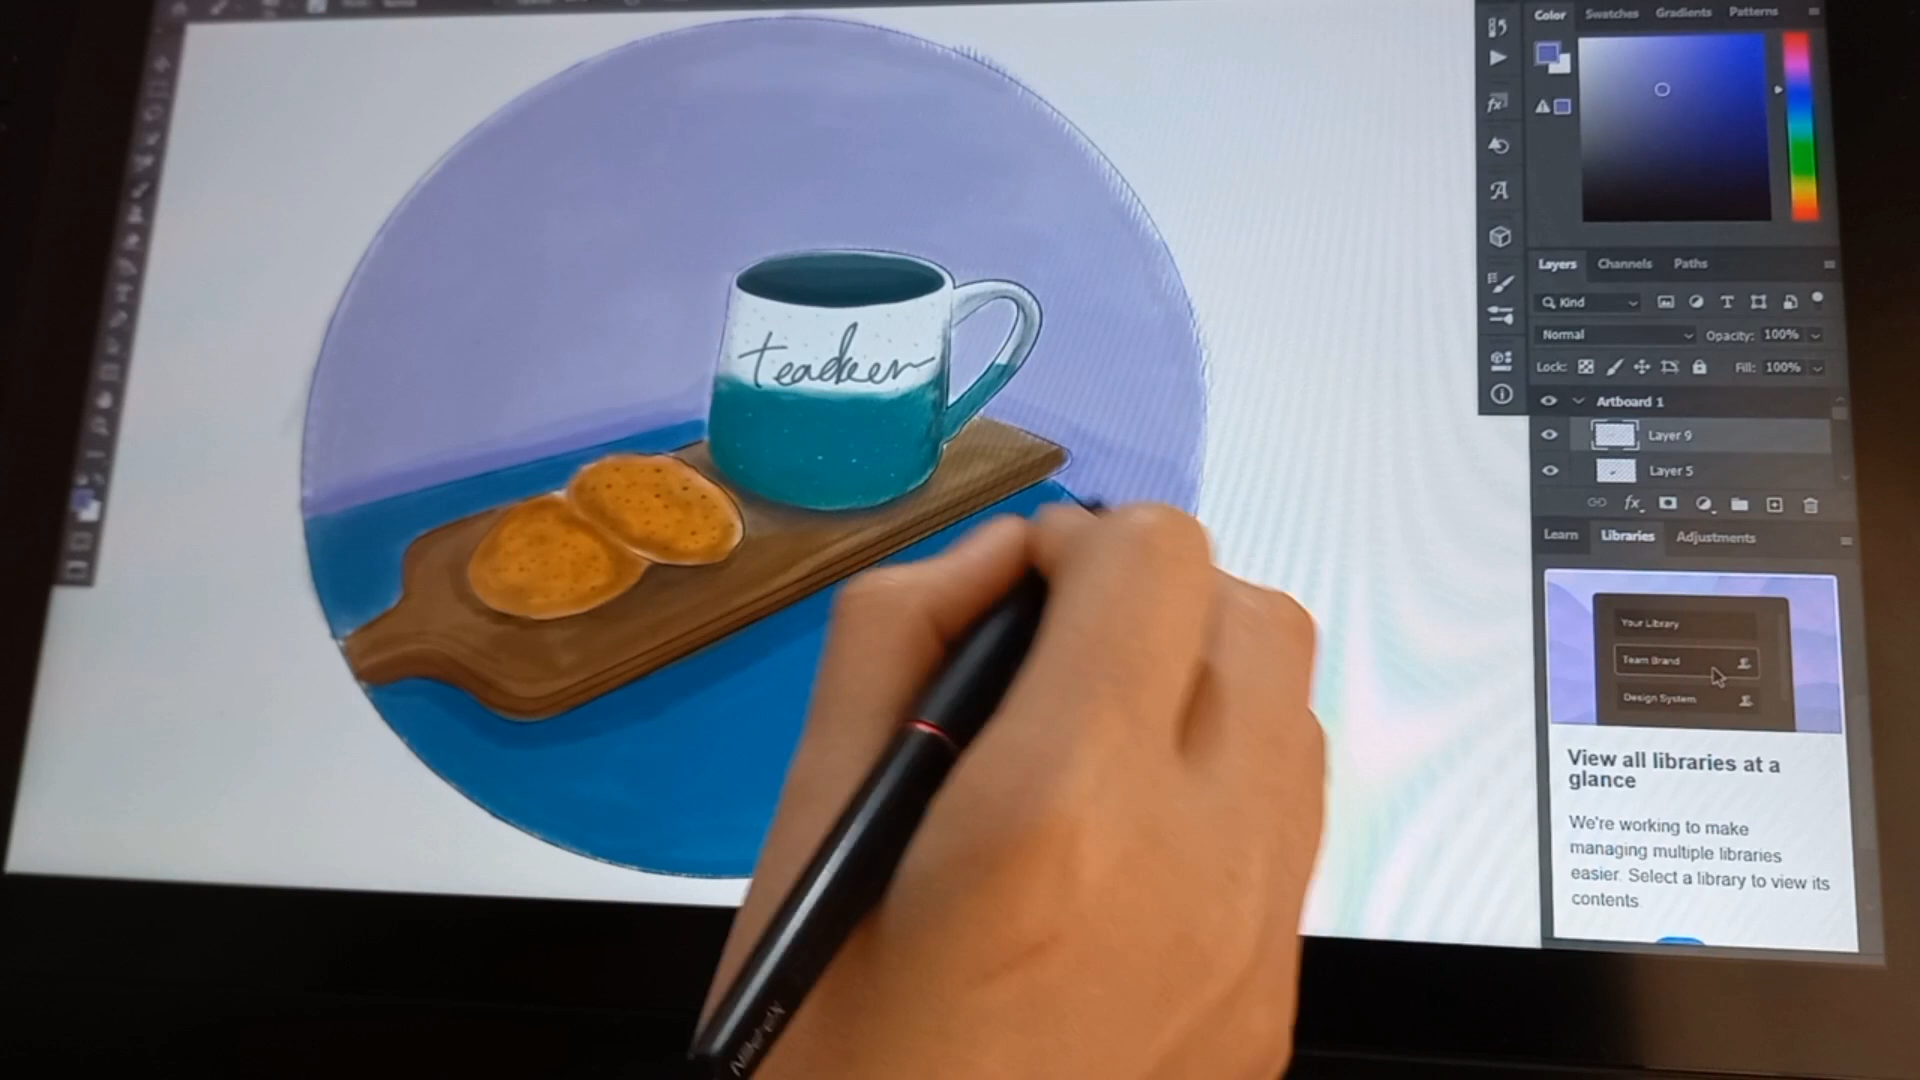 Color Swatches Gradients Patterns
Layers Channels Paths
Kind
Normal Opacity: 100%
Lock: Fill: 100%
Artboard 1
Layer 9
Layer 5
fx
Learn Libraries Adjustments
Your Library
Team Brand
Design System
View all libraries at a
glance
We're working to make
managing multiple libraries
easier. Select a library to view its
contents.
teadeer